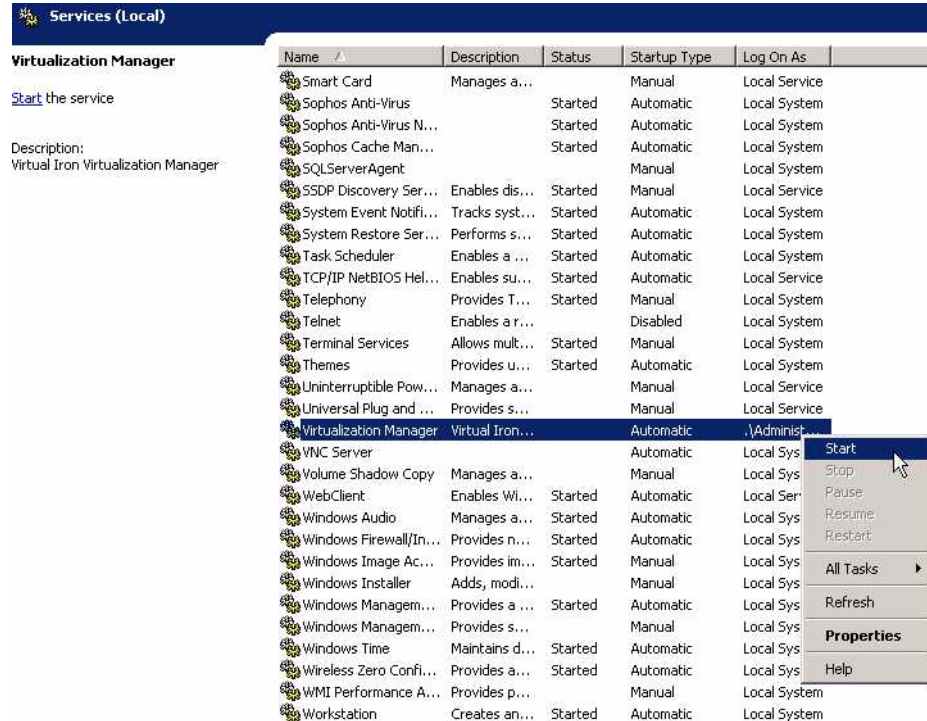 Services (Local)
Virtualization Manager
Start the service
Description:
Virtual Iron Virtualization Manager
Name Description Status Startup Type Log On As
Smart Card Manages a... Manual Local Service
Sophos Anti-Virus Started Automatic Local System
Sophos Anti-Virus N... Started Automatic Local System
Sophos Cache Man... Started Automatic Local System
SQLServerAgent Manual Local System
SSDP Discovery Ser... Enables dis... Started Manual Local Service
System Event Notifi... Tracks syst... Started Automatic Local System
System Restore Ser... Performs s... Started Automatic Local System
Task Scheduler Enables a ... Started Automatic Local System
TCP/IP NetBIOS Hel... Enables su... Started Automatic Local Service
Telephony Provides T... Started Manual Local System
Telnet Enables a r... Disabled Local System
Terminal Services Allows mult... Started Manual Local System
Themes Provides u... Started Automatic Local System
Uninterruptible Pow... Manages a... Manual Local Service
Universal Plug and ... Provides s... Manual Local Service
Virtualization Manager Virtual Iron... Automatic .\Administ...
VNC Server Automatic Local Sys
Volume Shadow Copy Manages a... Manual Local Sys
WebClient Enables Wi... Started Automatic Local Ser
Windows Audio Manages a... Started Automatic Local Sys
Windows Firewall/In... Provides n... Started Automatic Local Sys
Windows Image Ac... Provides im... Started Manual Local Sys
Windows Installer Adds, modi... Manual Local Sys
Windows Managem... Provides a ... Started Automatic Local Sys
Windows Managem... Provides s... Manual Local Sys
Windows Time Maintains d... Started Automatic Local Sys
Wireless Zero Confi... Provides a... Started Automatic Local Sys
WMI Performance A... Provides p... Manual Local System
Workstation Creates an... Started Automatic Local System
Start
Stop
Pause
Resume
Restart
All Tasks
Refresh
Properties
Help